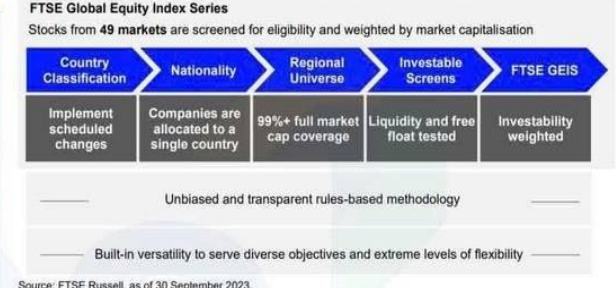 FTSE Global Equity Index Series
Stocks from 49 markets are screened for eligibility and weighted by market capitalisation
Country
Classification
Nationality
Regional
Universe
Investable
Screens
FTSE GEIS
Implement
scheduled
changes
Companies are
allocated to a
single country
99%+ full market
cap coverage
Liquidity and free
float tested
Investability
weighted
Unbiased and transparent rules-based methodology
Built-in versatility to serve diverse objectives and extreme levels of flexibility
Source: FTSE Russell, as of 30 September 2023.